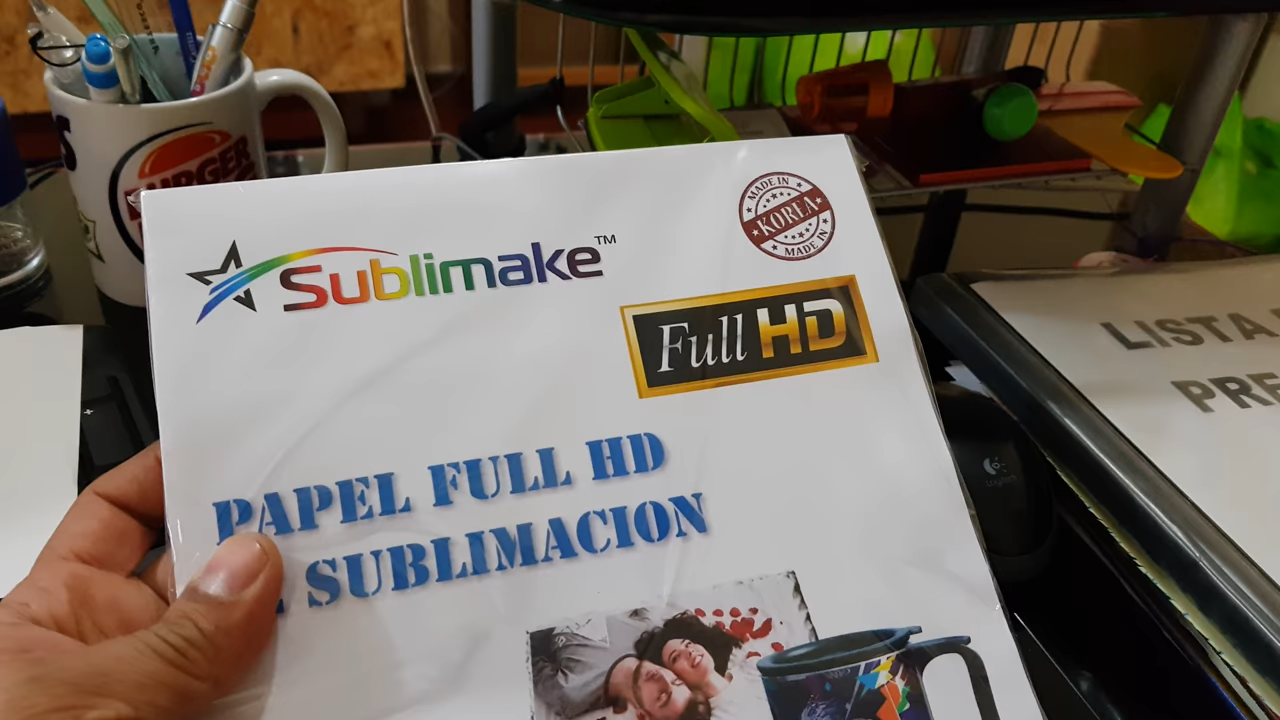 BURGER
Sublimake™
MADE IN
KOREA
MADE IN
Full HD
PAPEL FULL HD
SUBLIMACION
LISTA
PRE